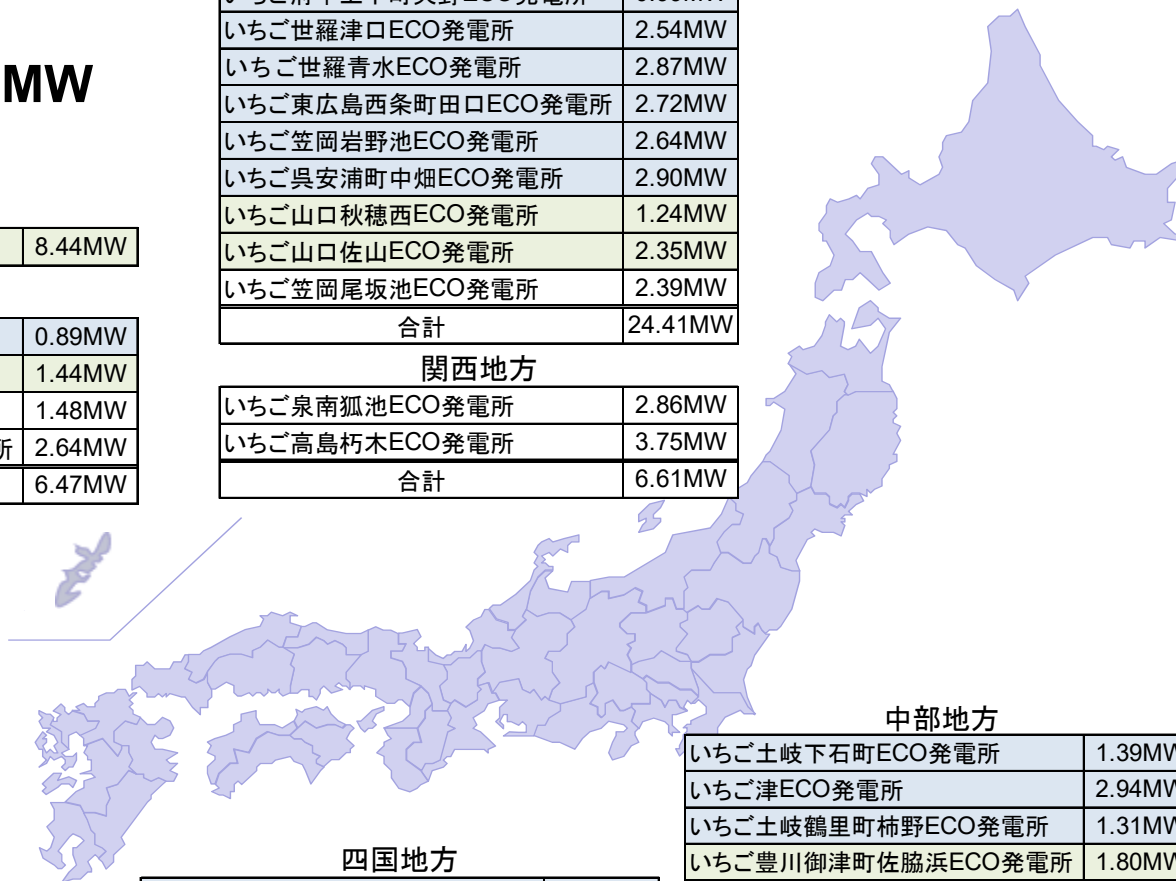 MW
いちご世羅津口ECO発電所 2.54MW
いちご世羅青水ECO発電所 2.87MW
いちご東広島西条町田口ECO発電所 2.72MW
いちご笠岡岩野池ECO発電所 2.64MW
いちご呉安浦町中畑ECO発電所 2.90MW
いちご山口秋穂西ECO発電所 1.24MW
いちご山口佐山ECO発電所 2.35MW
いちご笠岡尾坂池ECO発電所 2.39MW
合計 24.41MW
8.44MW
0.89MW
1.44MW
1.48MW
所 2.64MW
6.47MW
関西地方
いちご泉南狐池ECO発電所 2.86MW
いちご高島朽木ECO発電所 3.75MW
合計 6.61MW
中部地方
いちご土岐下石町ECO発電所 1.39MW
いちご津ECO発電所 2.94MW
いちご土岐鶴里町柿野ECO発電所 1.31MW
いちご豊川御津町佐脇浜ECO発電所 1.80MW
四国地方